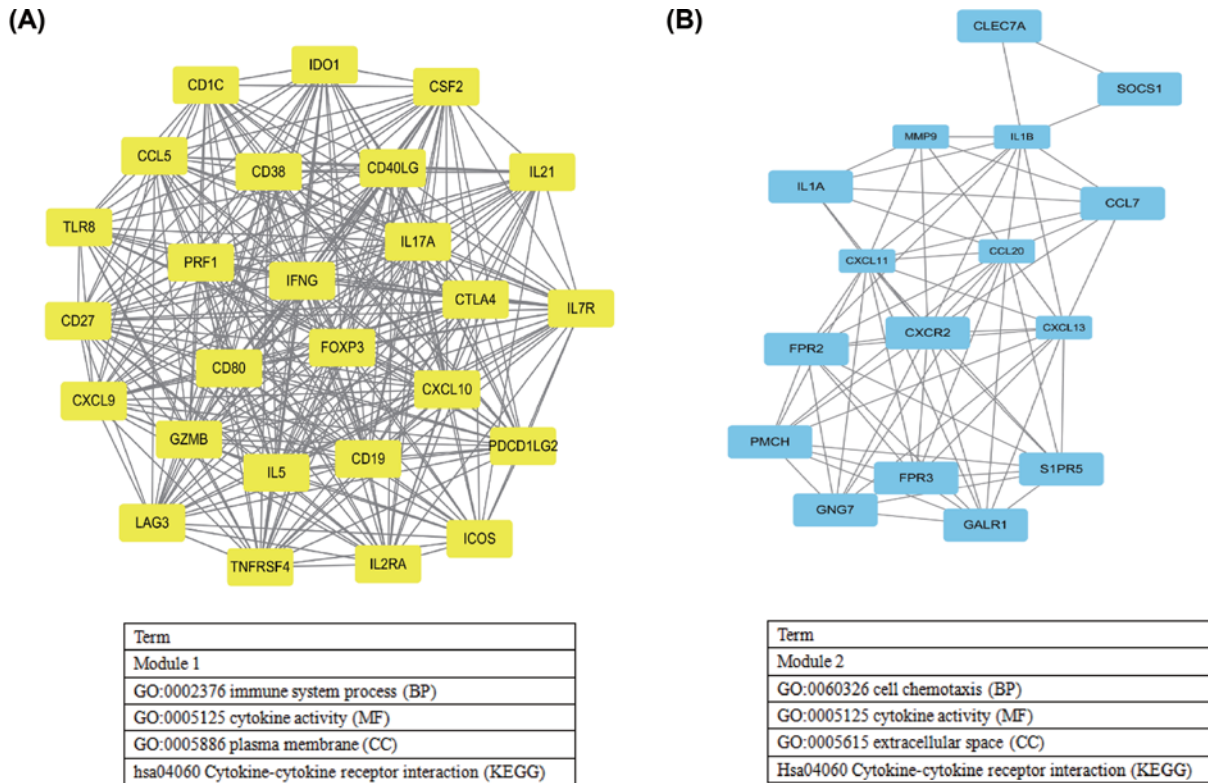 (A)
IDO1
CD1C
CSF2
CCL5
CD38
CD40LG
IL21
TLR8
IL17A
PRF1
IFNG
CTLA4
IL7R
CD27
FOXP3
CD80
CXCL9
CXCL10
GZMB
PDCD1LG2
IL5
CD19
LAG3
ICOS
TNFRSF4
IL2RA
Term
Module 1
GO:0002376 immune system process (BP)
GO:0005125 cytokine activity (MF)
GO:0005886 plasma membrane (CC)
hsa04060 Cytokine-cytokine receptor interaction (KEGG)
(B)
CLEC7A
SOCS1
MMP9
IL1B
IL1A
CCL7
CXCL11
CCL20
CXCR2
CXCL13
FPR2
PMCH
FPR3
S1PR5
GNG7
GALR1
Term
Module 2
GO:0060326 cell chemotaxis (BP)
GO:0005125 cytokine activity (MF)
GO:0005615 extracellular space (CC)
Hsa04060 Cytokine-cytokine receptor interaction (KEGG)